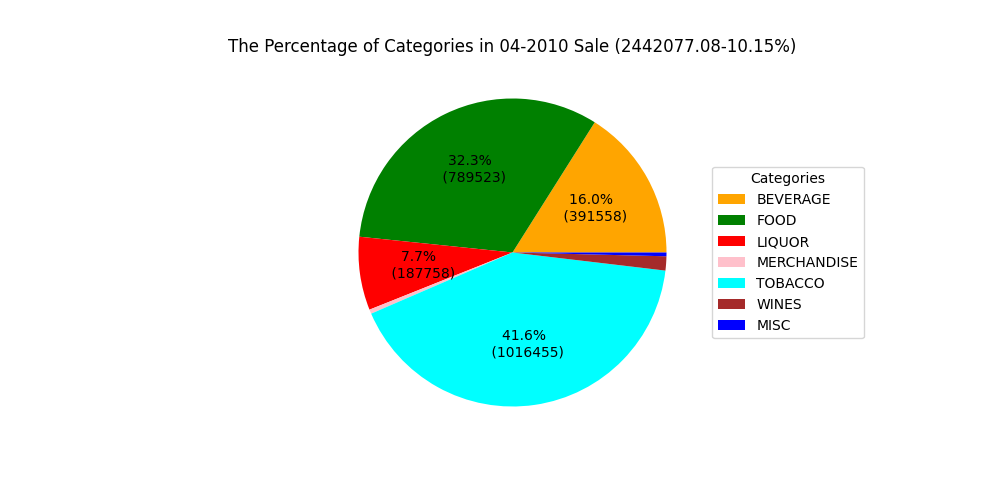 The Percentage of Categories in 04-2010 Sale (2442077.08-10.15%)
32.3%
(789523)
16.0%
(391558)
7.7%
(187758)
41.6%
(1016455)
Categories
BEVERAGE
FOOD
LIQUOR
MERCHANDISE
TOBACCO
WINES
MISC